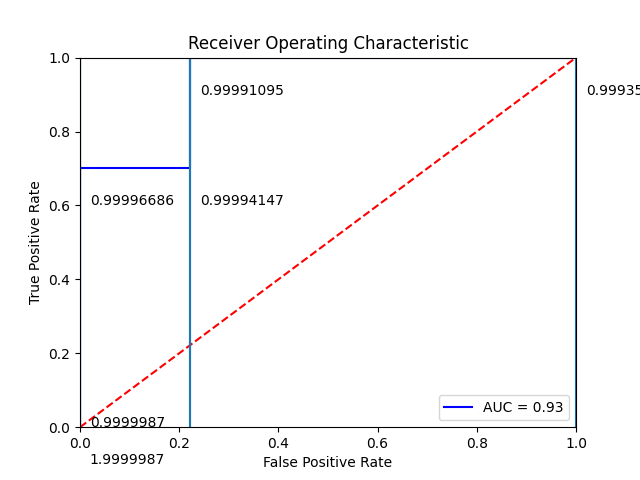 Receiver Operating Characteristic
1.0
0.99991095
0.99935
0.8
0.99996686
0.99994147
0.6
True Positive Rate
0.4
0.2
AUC = 0.93
0.9999987
0.0
0.0 0.2 0.4 0.6 0.8 1.0
1.9999987
False Positive Rate